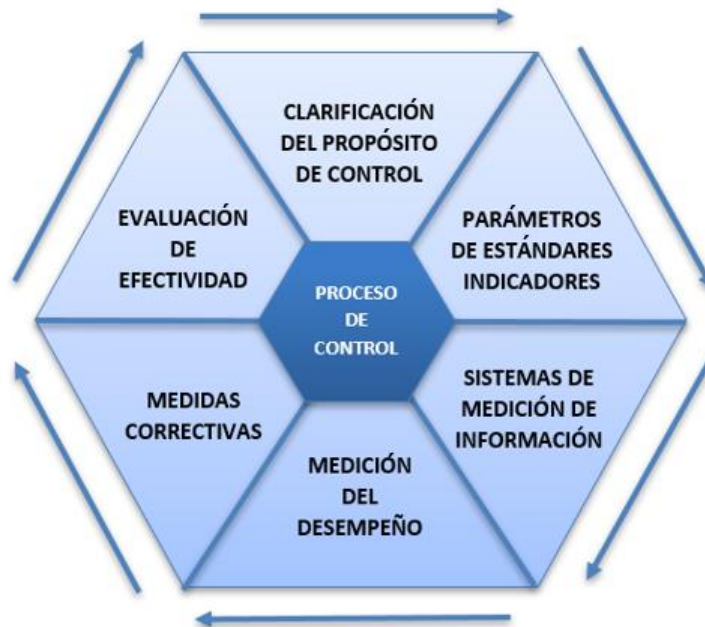 CLARIFICACIÓN
DEL PROPÓSITO
DE CONTROL
PARÁMETROS
DE ESTÁNDARES
INDICADORES
SISTEMAS DE
MEDICIÓN DE
INFORMACIÓN
MEDICIÓN
DEL
DESEMPEÑO
MEDIDAS
CORRECTIVAS
EVALUACIÓN
DE
EFECTIVIDAD
PROCESO
DE
CONTROL